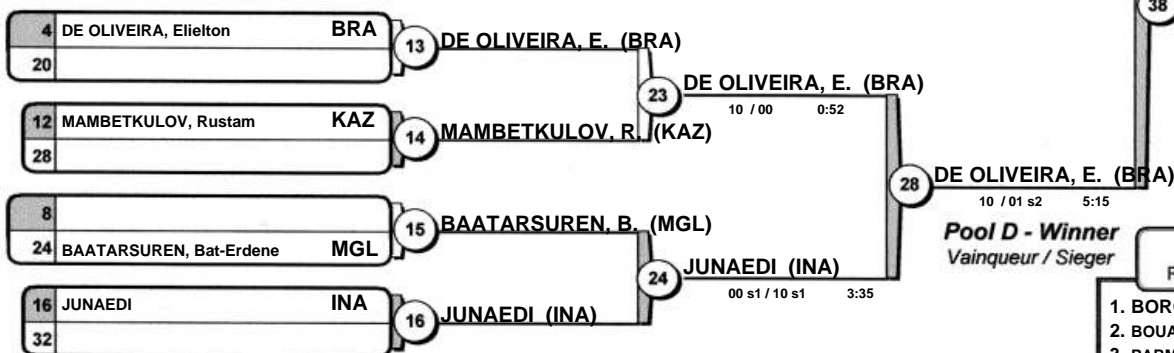 38
4 DE OLIVEIRA, Elielton BRA
20
13 DE OLIVEIRA, E. (BRA)
23 DE OLIVEIRA, E. (BRA)
10 / 00 0:52
12 MAMBETKULOV, Rustam KAZ
28
14 MAMBETKULOV, R. (KAZ)
28 DE OLIVEIRA, E. (BRA)
10 / 01 s2 5:15
8
24 BAATARSUREN, Bat-Erdene MGL
15 BAATARSUREN, B. (MGL)
24 JUNAEDI (INA)
00 s1 / 10 s1 3:35
16 JUNAEDI INA
32
16 JUNAEDI (INA)
Pool D - Winner
Vainqueur / Sieger
1.
2.